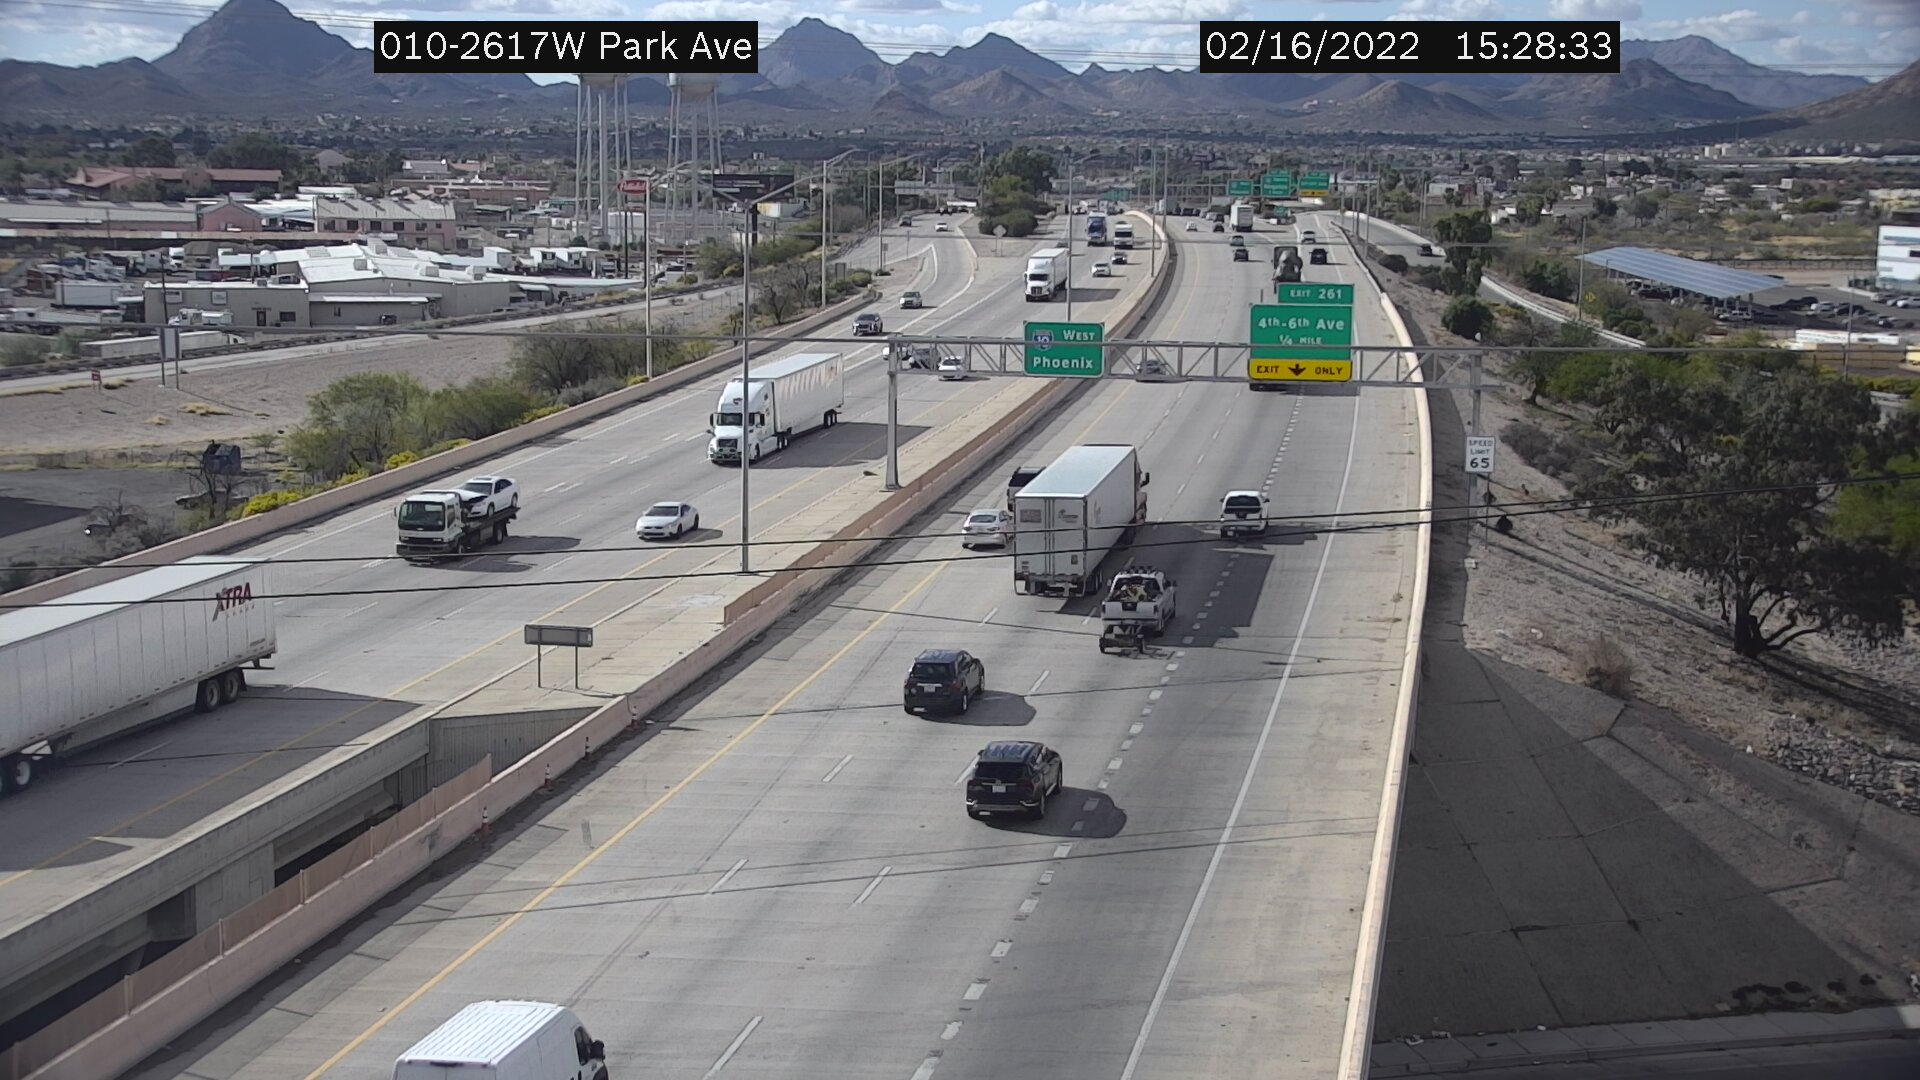 010-2617W Park Ave
02/16/2022 15:28:33
EXIT 261
4th-6th Ave
1/4 MILE
EXIT ONLY
10 WEST
Phoenix
SPEED
LIMIT
65
XTRA